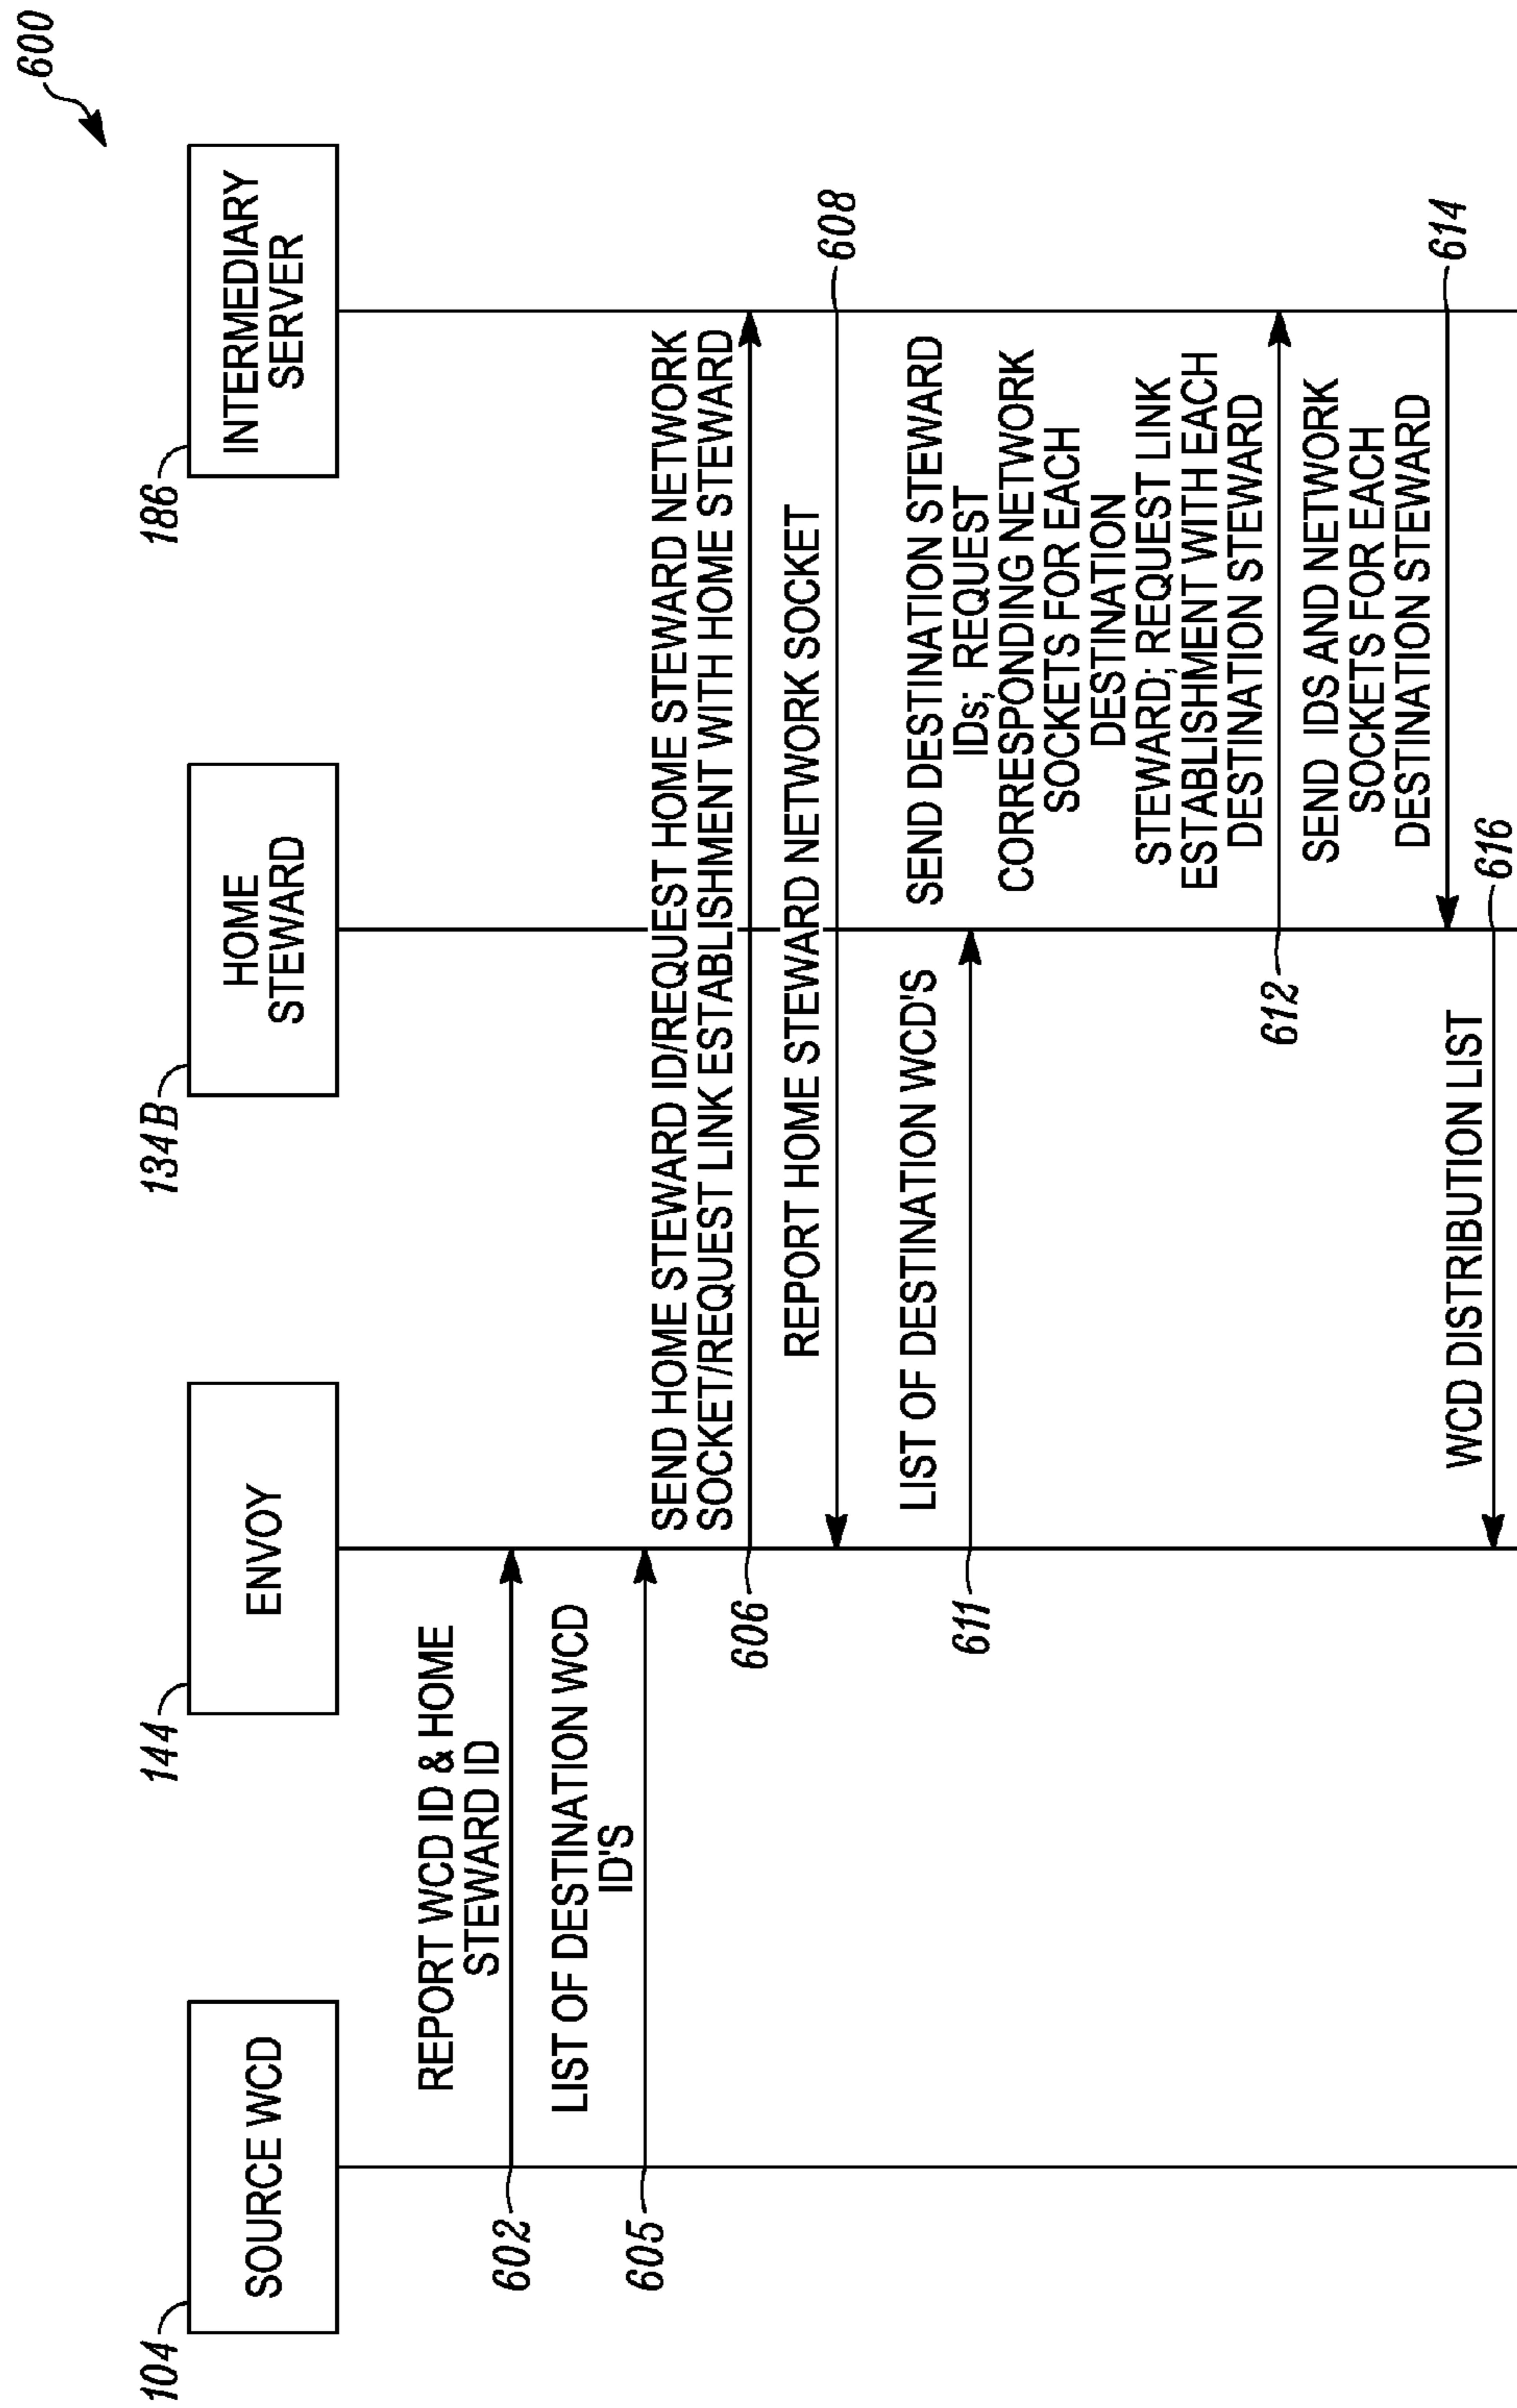 600
104
SOURCE WCD
144
ENVOY
134B
HOME
STEWARD
186
INTERMEDIARY
SERVER
REPORT WCD ID & HOME
STEWARD ID
602
LIST OF DESTINATION WCD
ID'S
605
SEND HOME STEWARD ID/REQUEST HOME STEWARD NETWORK
SOCKET/REQUEST LINK ESTABLISHMENT WITH HOME STEWARD
606
REPORT HOME STEWARD NETWORK SOCKET
608
LIST OF DESTINATION WCD'S
611
SEND DESTINATION STEWARD
IDs; REQUEST
CORRESPONDING NETWORK
SOCKETS FOR EACH
DESTINATION
STEWARD; REQUEST LINK
ESTABLISHMENT WITH EACH
DESTINATION STEWARD
612
SEND IDS AND NETWORK
SOCKETS FOR EACH
DESTINATION STEWARD
614
WCD DISTRIBUTION LIST
616